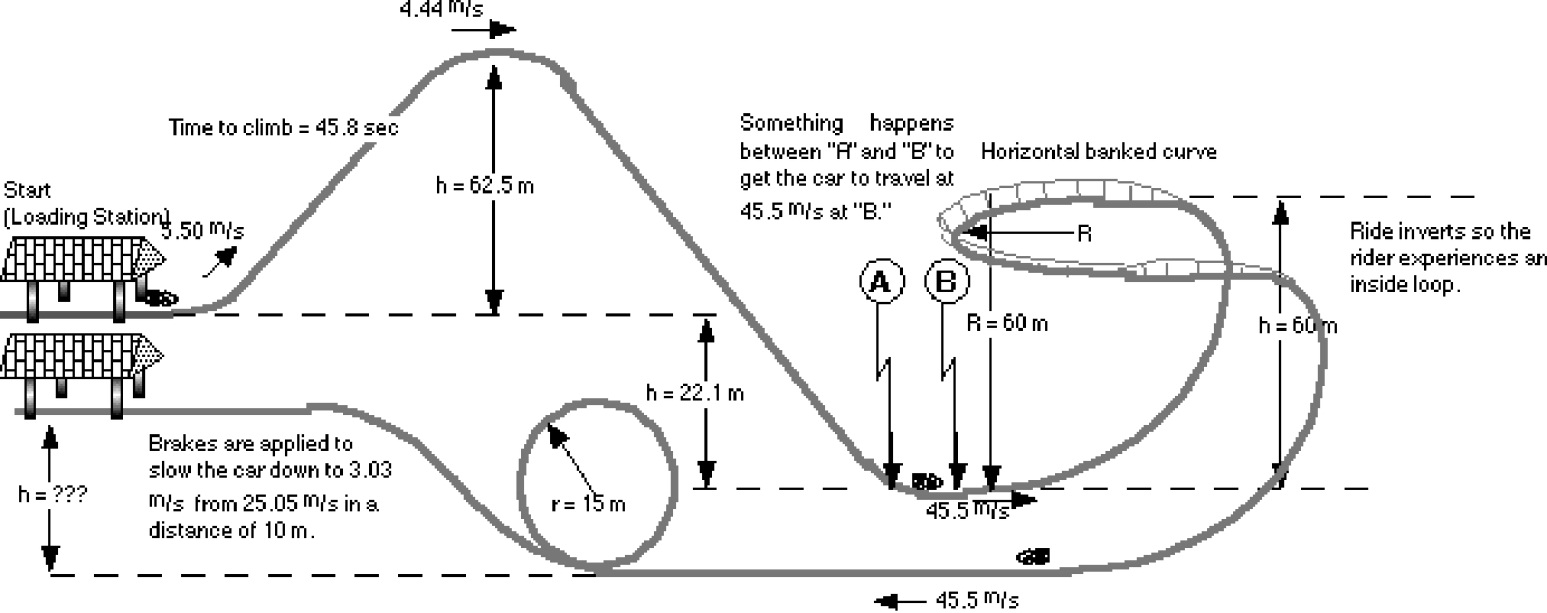 4.44 m/s
Time to climb = 45.8 sec
h = 62.5 m
Something happens
between "A" and "B" to
get the car to travel at
45.5 m/s at "B."
Horizontal banked curve
Start
(Loading Station)
3.50 m/s
R
Ride inverts so the
rider experiences an
inside loop.
A
B
R = 60 m
h = 60 m
h = 22.1 m
Brakes are applied to
slow the car down to 3.03
m/s from 25.05 m/s in a
distance of 10 m.
h = ???
r = 15 m
45.5 m/s
45.5 m/s